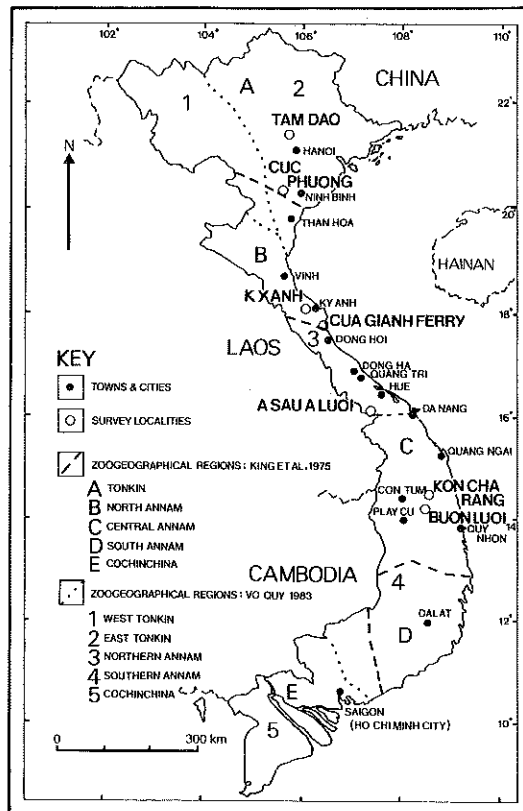 102° 104° 106° 108° 110°
A 2
1
CHINA
22°
TAM DAO
HANOI
N
CUC
PHUONG
NINH BINH
20°
THAN HOA
B
HAINAN
VINH
K XANH
KY ANH
18°
CUA GIANH FERRY
3
DONG HOI
LAOS
KEY
TOWNS & CITIES
DONG HA
QUANG TRI
HUE
SURVEY LOCALITIES
A SAU A LUOI
DA NANG
16°
C
QUANG NGAI
ZOOGEOGRAPHICAL REGIONS: KING ET AL, 1975
A TONKIN
B NORTH ANNAM
C CENTRAL ANNAM
D SOUTH ANNAM
E COCHINCHINA
KON CHA
RANG
CON TUM
PLAY CU
BUON LUOI
QUY
NHON
14°
CAMBODIA
4
ZOOGEOGRAPHICAL REGIONS: VO QUY 1983
1 WEST TONKIN
2 EAST TONKIN
3 NORTHERN ANNAM
4 SOUTHERN ANNAM
5 COCHINCHINA
DALAT
12°
D
E
SAIGON
(HO CHI MINH CITY)
10°
5
0 300 km